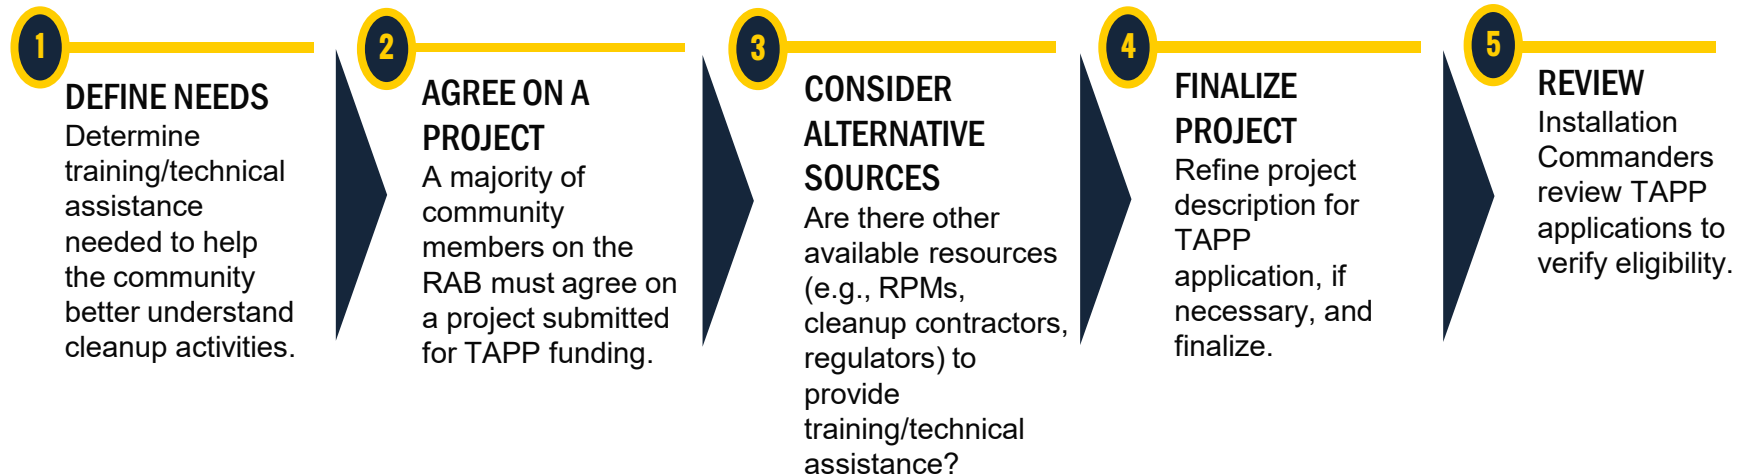 1
DEFINE NEEDS
Determine
training/technical
assistance
needed to help
the community
better understand
cleanup activities.
2
AGREE ON A
PROJECT
A majority of
community
members on the
RAB must agree on
a project submitted
for TAPP funding.
3
CONSIDER
ALTERNATIVE
SOURCES
Are there other
available resources
(e.g., RPMs,
cleanup contractors,
regulators) to
provide
training/technical
assistance?
4
FINALIZE
PROJECT
Refine project
description for
TAPP
application, if
necessary, and
finalize.
5
REVIEW
Installation
Commanders
review TAPP
applications to
verify eligibility.